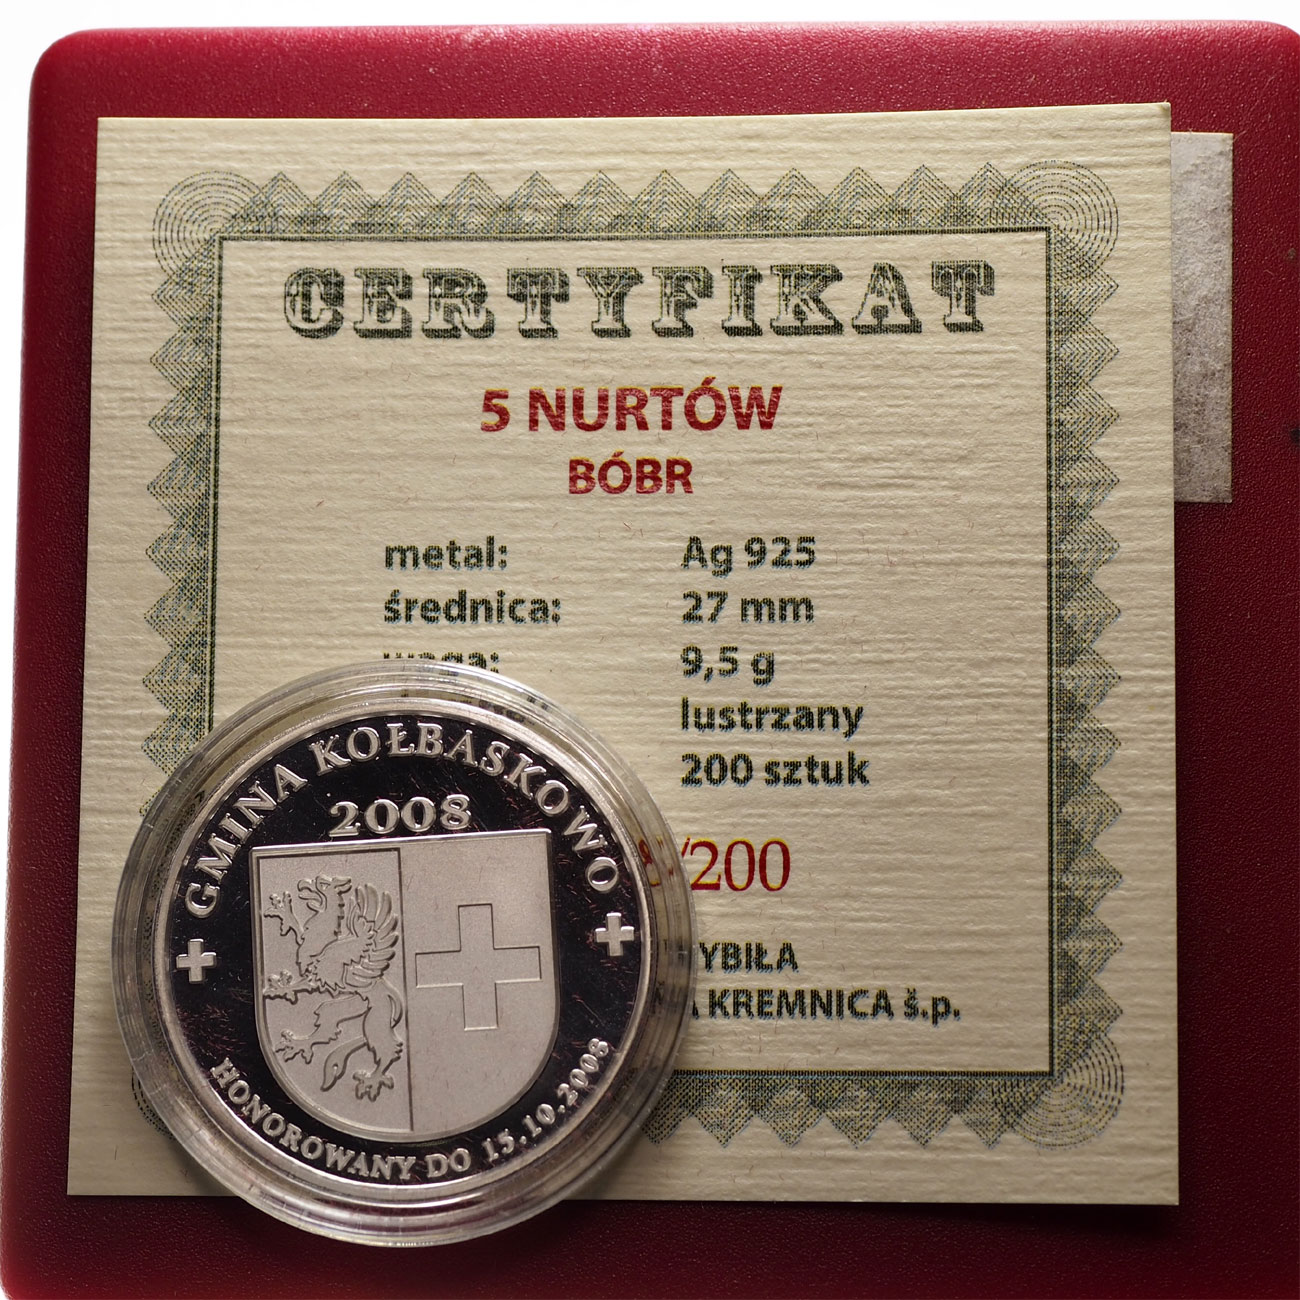 CERTYFIKAT
5 NURTÓW
BÓBR
metal: Ag 925
średnica: 27 mm
waga: 9,5 g
lustrzany
200 sztuk
/200
YBIŁA
KREMNICA š.p.
GMINA KOŁBASKOWO
2008
HONOROWANY DO 15.10.2008